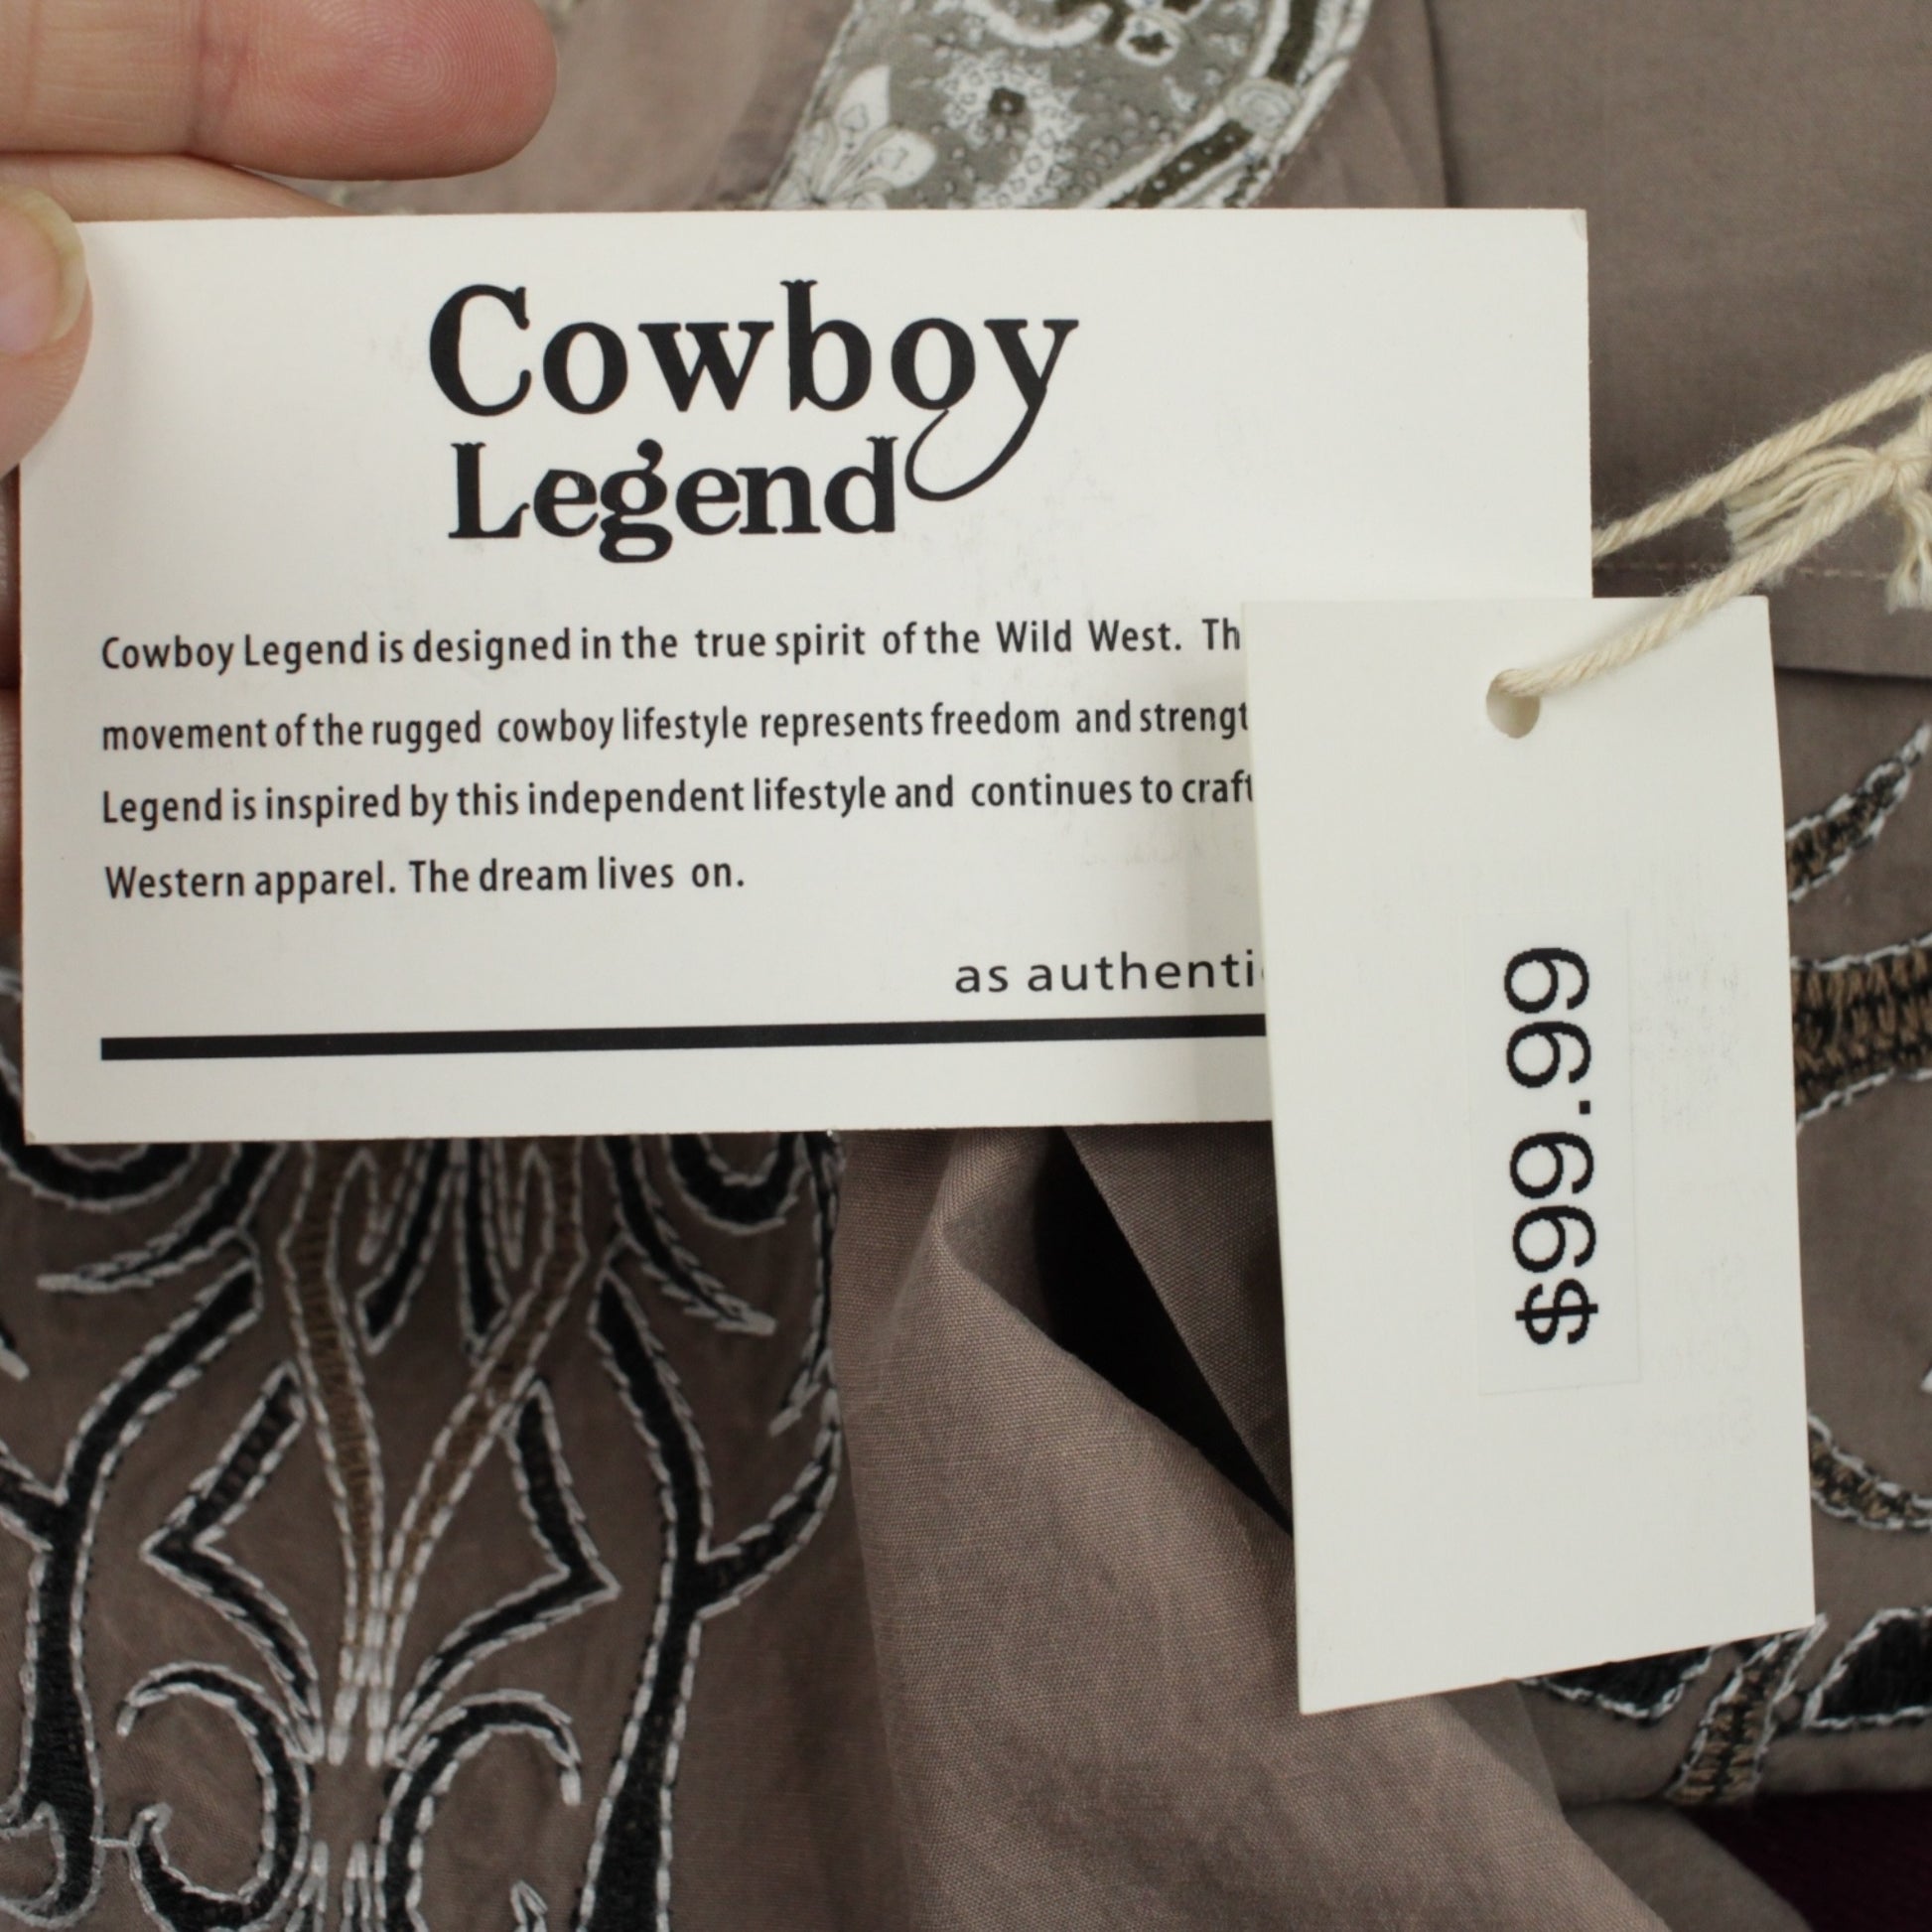 Cowboy
Legend
Cowboy Legend is designed in the true spirit of the Wild West. Th
movement of the rugged cowboy lifestyle represents freedom and strengt
Legend is inspired by this independent lifestyle and continues to craft
Western apparel. The dream lives on.
as authenti
$99.99